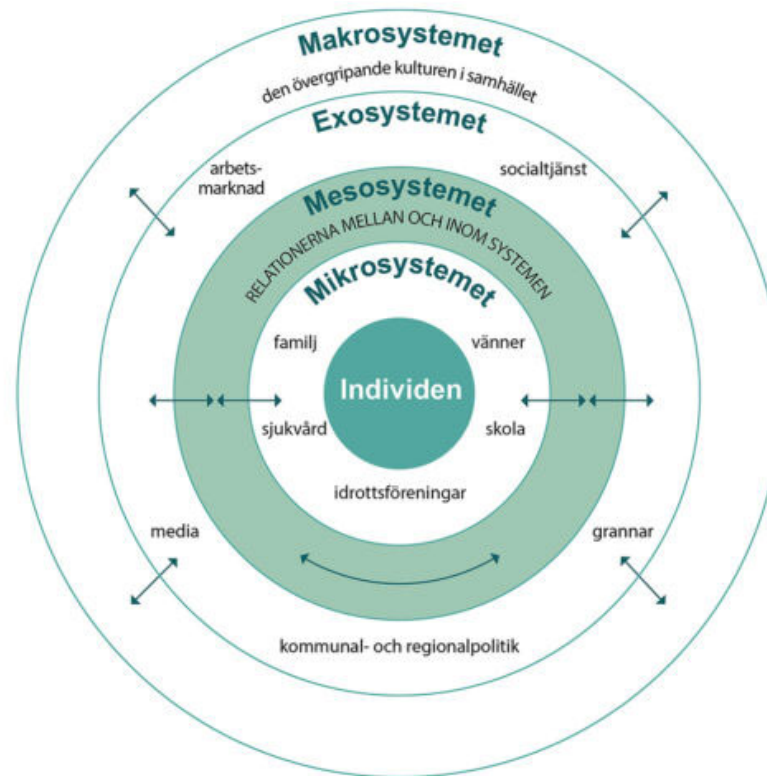 Makrosystemet
den övergripande kulturen i samhället
Exosystemet
arbets-
marknad
socialtjänst
Mesosystemet
RELATIONERNA MELLAN OCH INOM SYSTEMEN
Mikrosystemet
familj
vänner
Individen
sjukvård
skola
idrottsföreningar
media
grannar
kommunal- och regionalpolitik